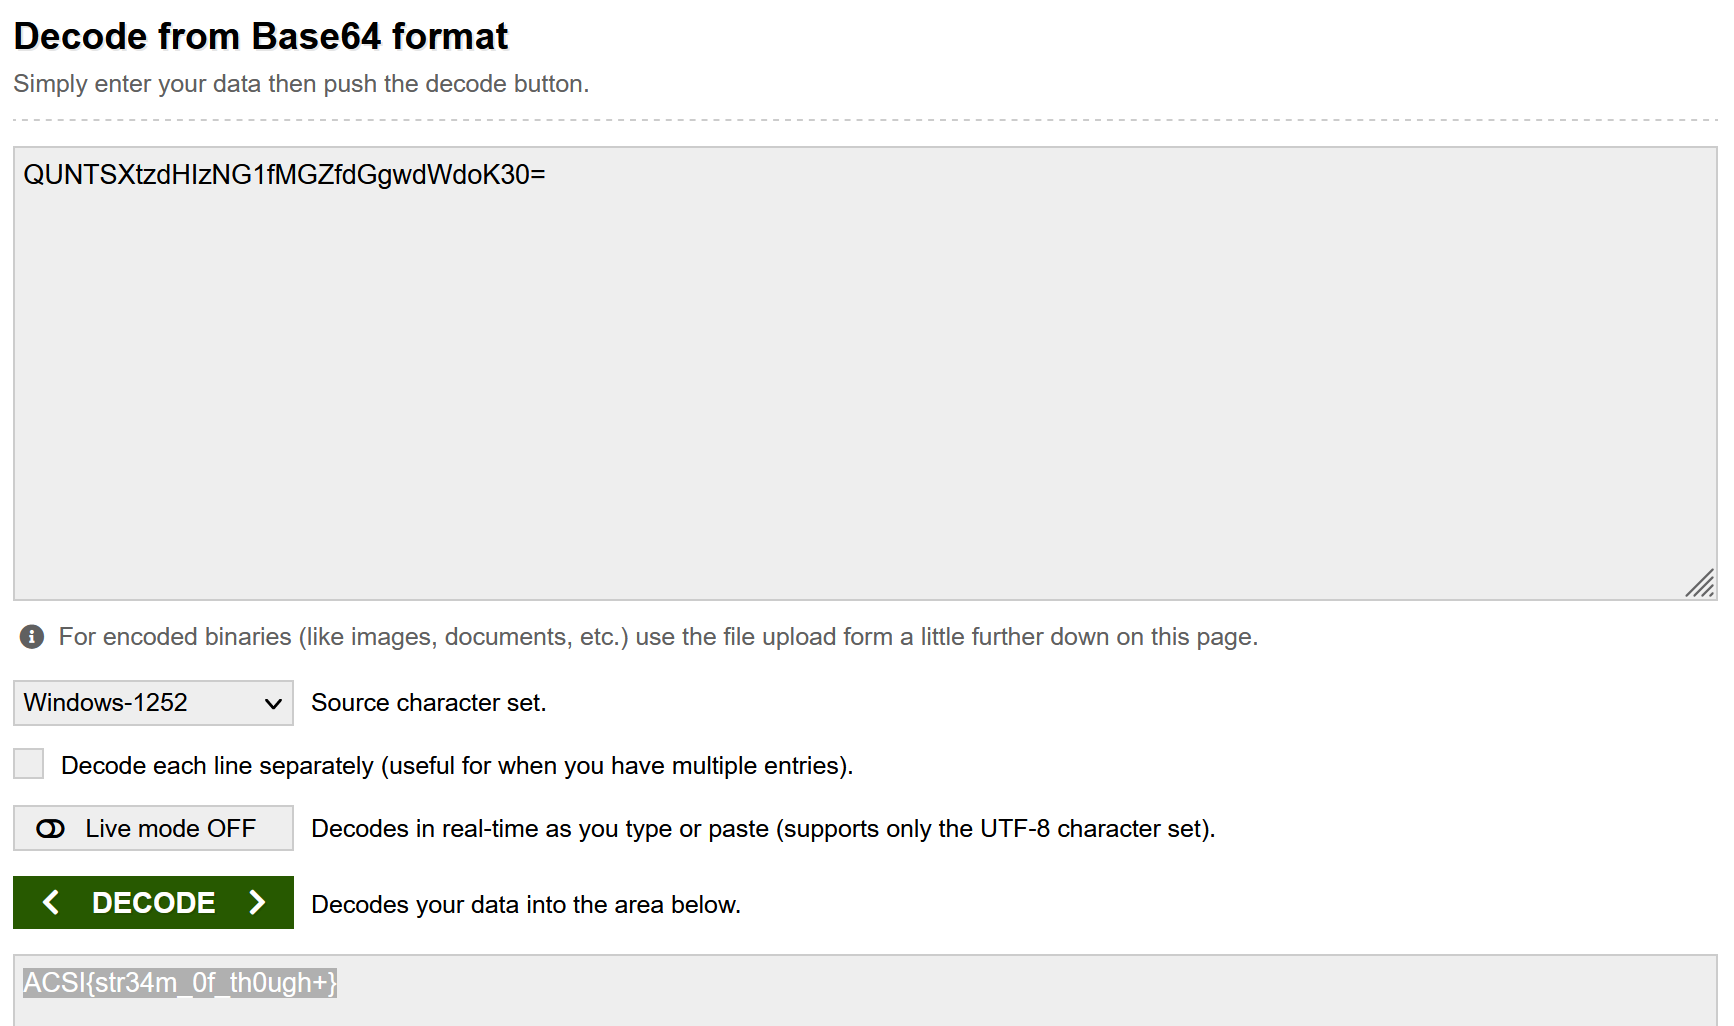 Decode from Base64 format
Simply enter your data then push the decode button.
QUNTSXtzdHIzNG1fMGZfdGgwdWdoK30=
For encoded binaries (like images, documents, etc.) use the file upload form a little further down on this page.
Windows-1252 Source character set.
Decode each line separately (useful for when you have multiple entries).
Live mode OFF Decodes in real-time as you type or paste (supports only the UTF-8 character set).
DECODE Decodes your data into the area below.
ACSI{str34m_0f_th0ugh+}